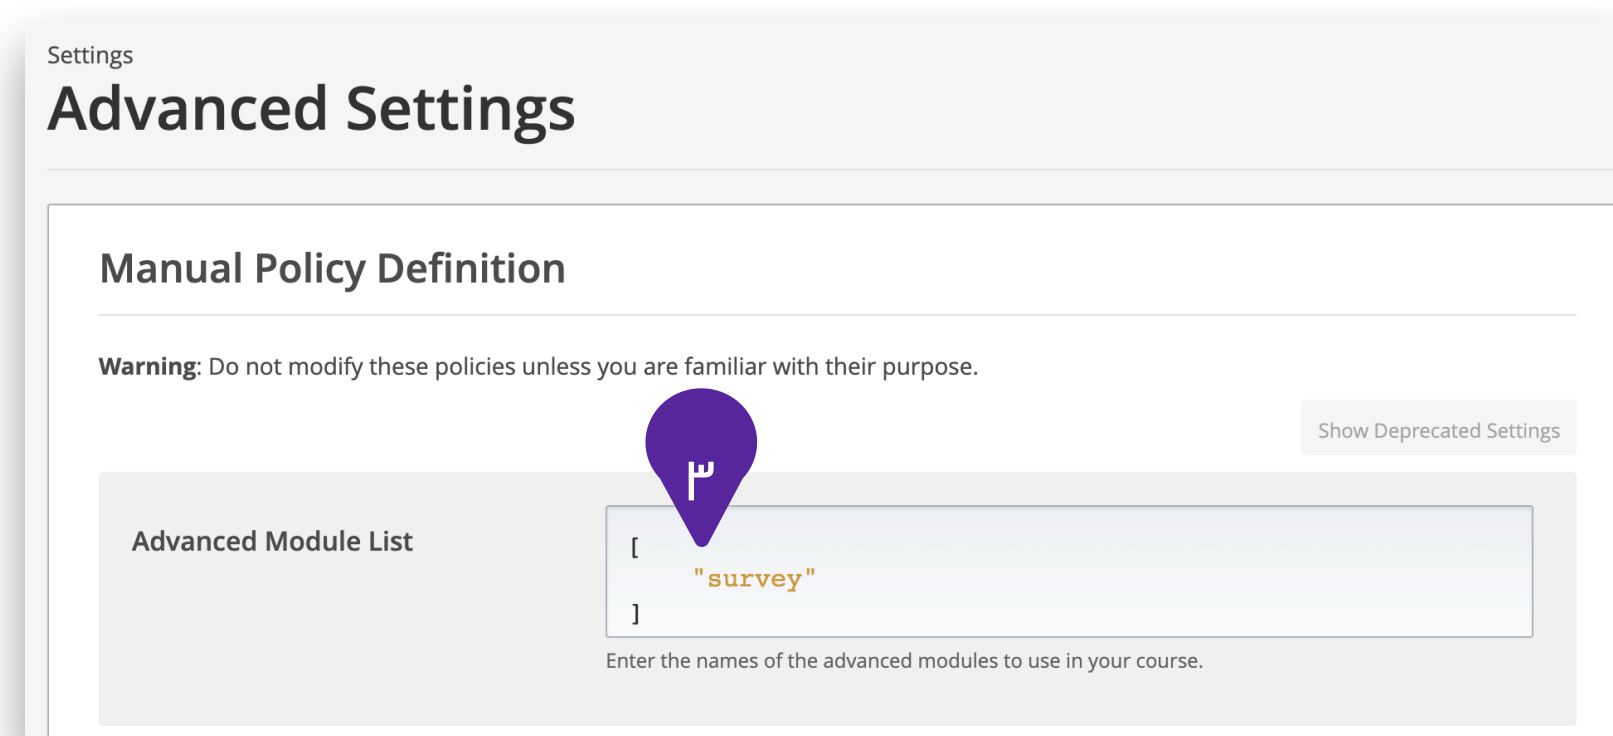 Settings
Advanced Settings
Manual Policy Definition
Warning: Do not modify these policies unless you are familiar with their purpose.
Show Deprecated Settings
٣
Advanced Module List
[
"survey"
]
Enter the names of the advanced modules to use in your course.